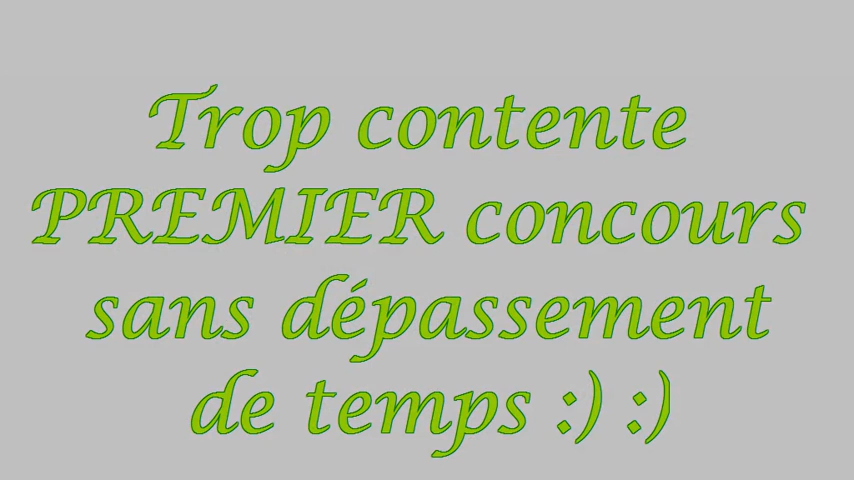 Trop contente
PREMIER concours
sans dépassement
de temps :) :)